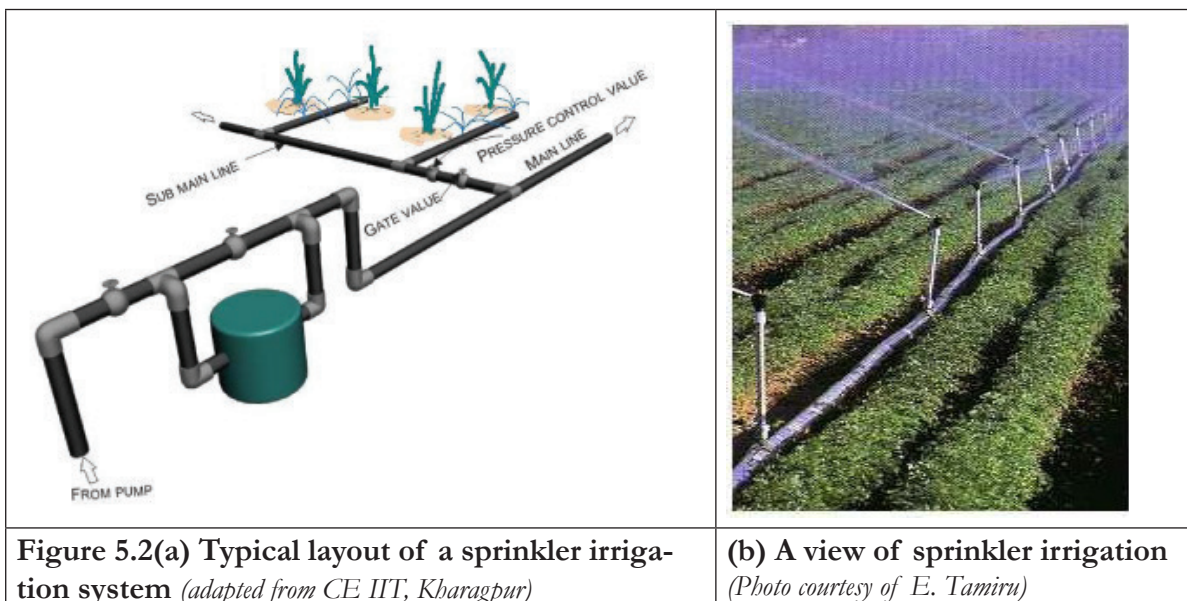 SUB MAIN LINE
GATE VALUE
PRESSURE CONTROL VALUE
MAIN LINE
FROM PUMP
Figure 5.2(a) Typical layout of a sprinkler irriga-
tion system (adapted from CE IIT, Kharagpur)
(b) A view of sprinkler irrigation
(Photo courtesy of E. Tamiru)